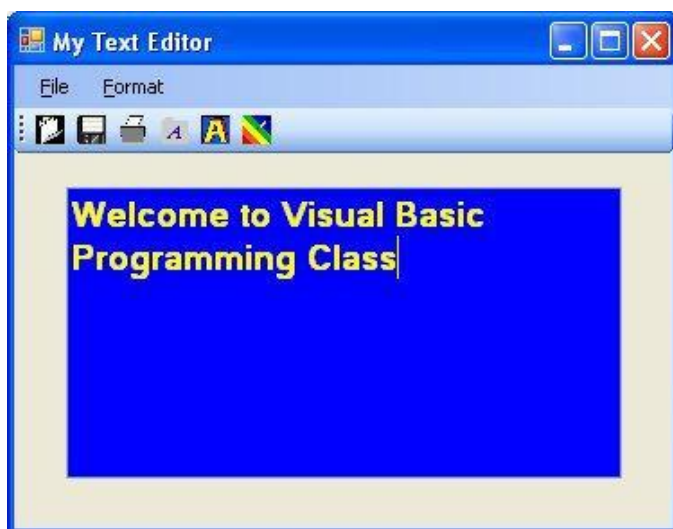 My Text Editor
File Format
A A
Welcome to Visual Basic
Programming Class